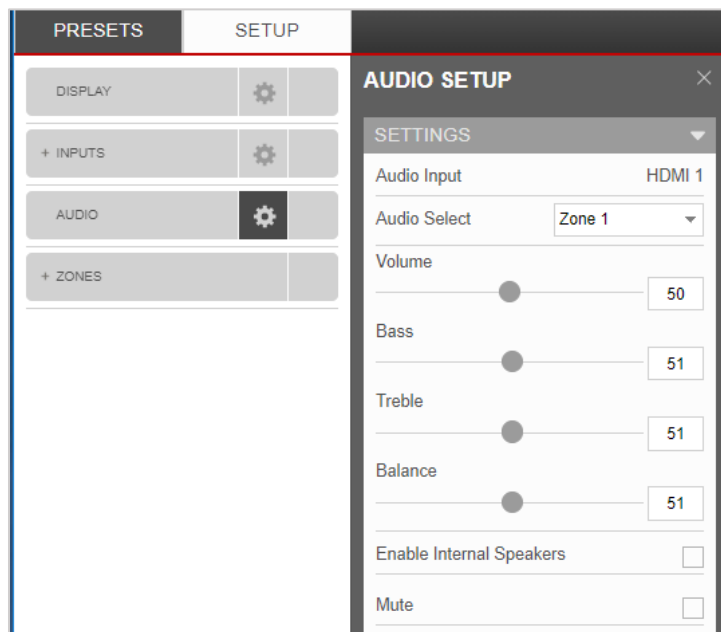 PRESETS
SETUP
DISPLAY
+ INPUTS
AUDIO
+ ZONES
AUDIO SETUP
SETTINGS
Audio Input HDMI 1
Audio Select Zone 1
Volume
50
Bass
51
Treble
51
Balance
51
Enable Internal Speakers
Mute